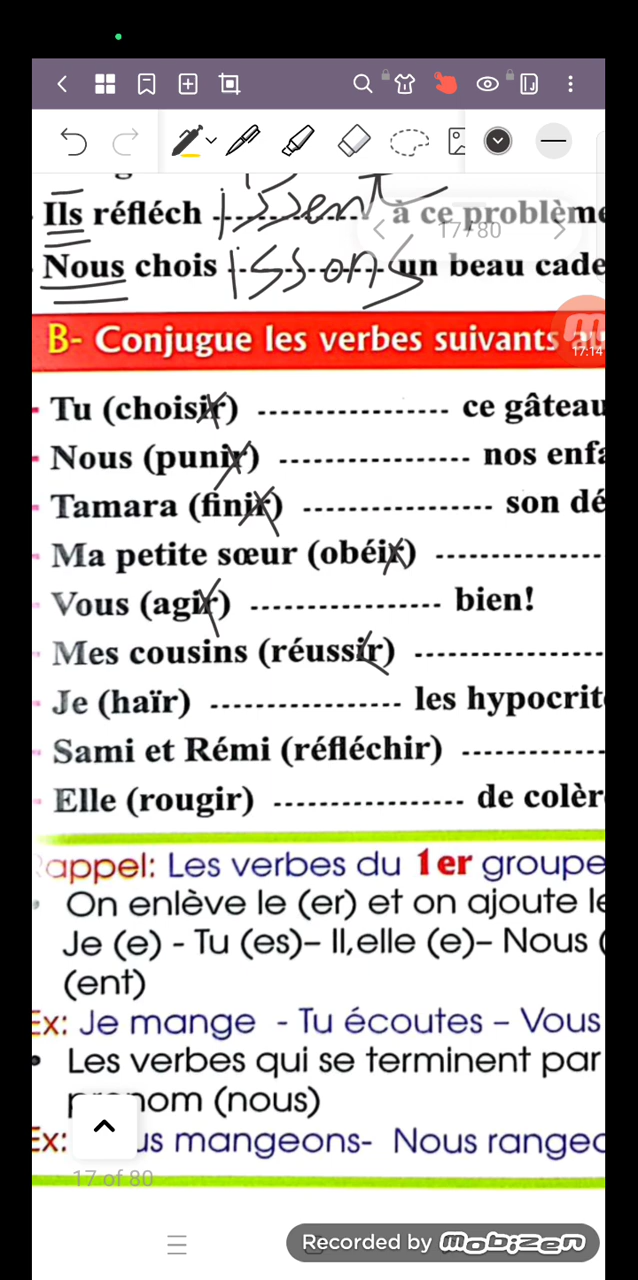 Ils réfléch issent à ce problème
17/80
Nous chois issons un beau cade
B- Conjugue les verbes suivants au
17:14
- Tu (choisir) ------------------ ce gâteau
- Nous (punir) ------------------ nos enfa
- Tamara (finir) ------------------ son dé
- Ma petite sœur (obéir) ----------------
- Vous (agir) ------------------ bien!
- Mes cousins (réussir) ------------------
- Je (haïr) ------------------ les hypocrit
- Sami et Rémi (réfléchir) -------------
- Elle (rougir) ------------------ de colèr
Rappel: Les verbes du 1er groupe
• On enlève le (er) et on ajoute le
Je (e) - Tu (es)– Il,elle (e)– Nous (
(ent)
Ex: Je mange - Tu écoutes – Vous
• Les verbes qui se terminent par
nom (nous)
Ex: us mangeons- Nous rangeo
17 of 80
Recorded by mobizen